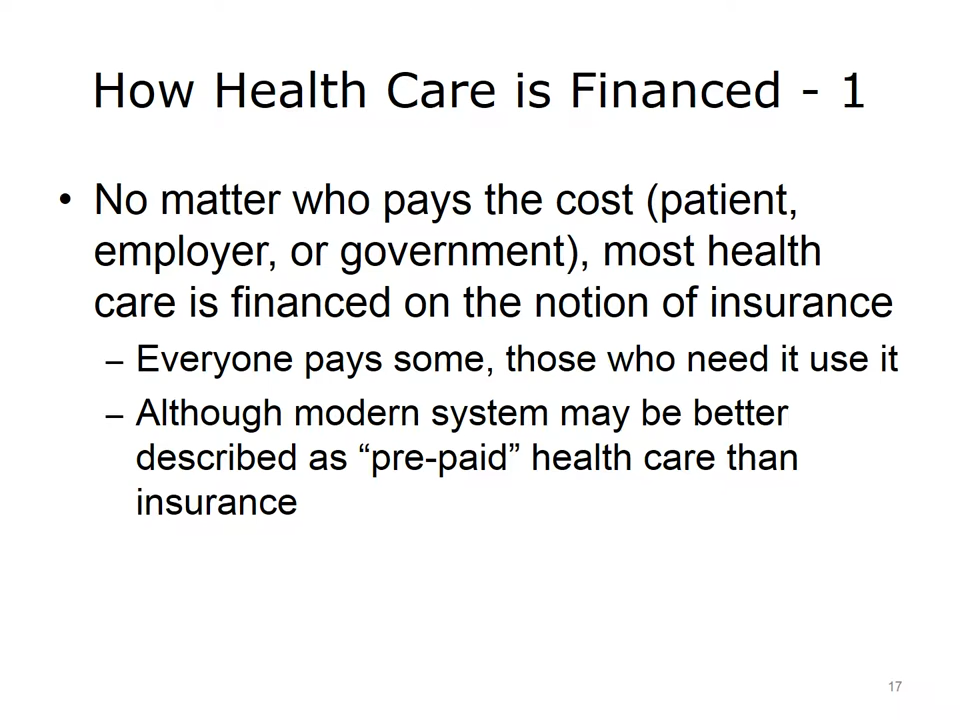 How Health Care is Financed - 1
• No matter who pays the cost (patient,
employer, or government), most health
care is financed on the notion of insurance
– Everyone pays some, those who need it use it
– Although modern system may be better
described as “pre-paid” health care than
insurance
17